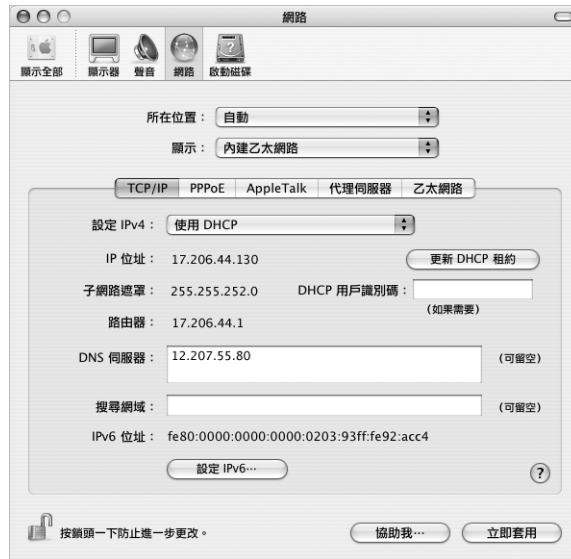 網路
顯示全部 顯示器 聲音 網路 啟動磁碟
所在位置： 自動
顯示： 內建乙太網路
TCP/IP PPPoE AppleTalk 代理伺服器 乙太網路
設定 IPv4： 使用 DHCP
IP 位址： 17.206.44.130 更新 DHCP 租約
子網路遮罩： 255.255.252.0 DHCP 用戶識別碼：
(如果需要)
路由器： 17.206.44.1
DNS 伺服器： 12.207.55.80 (可留空)
搜尋網域： (可留空)
IPv6 位址： fe80:0000:0000:0000:0203:93ff:fe92:acc4
設定 IPv6… ?
按鎖頭一下防止進一步更改。 協助我… 立即套用